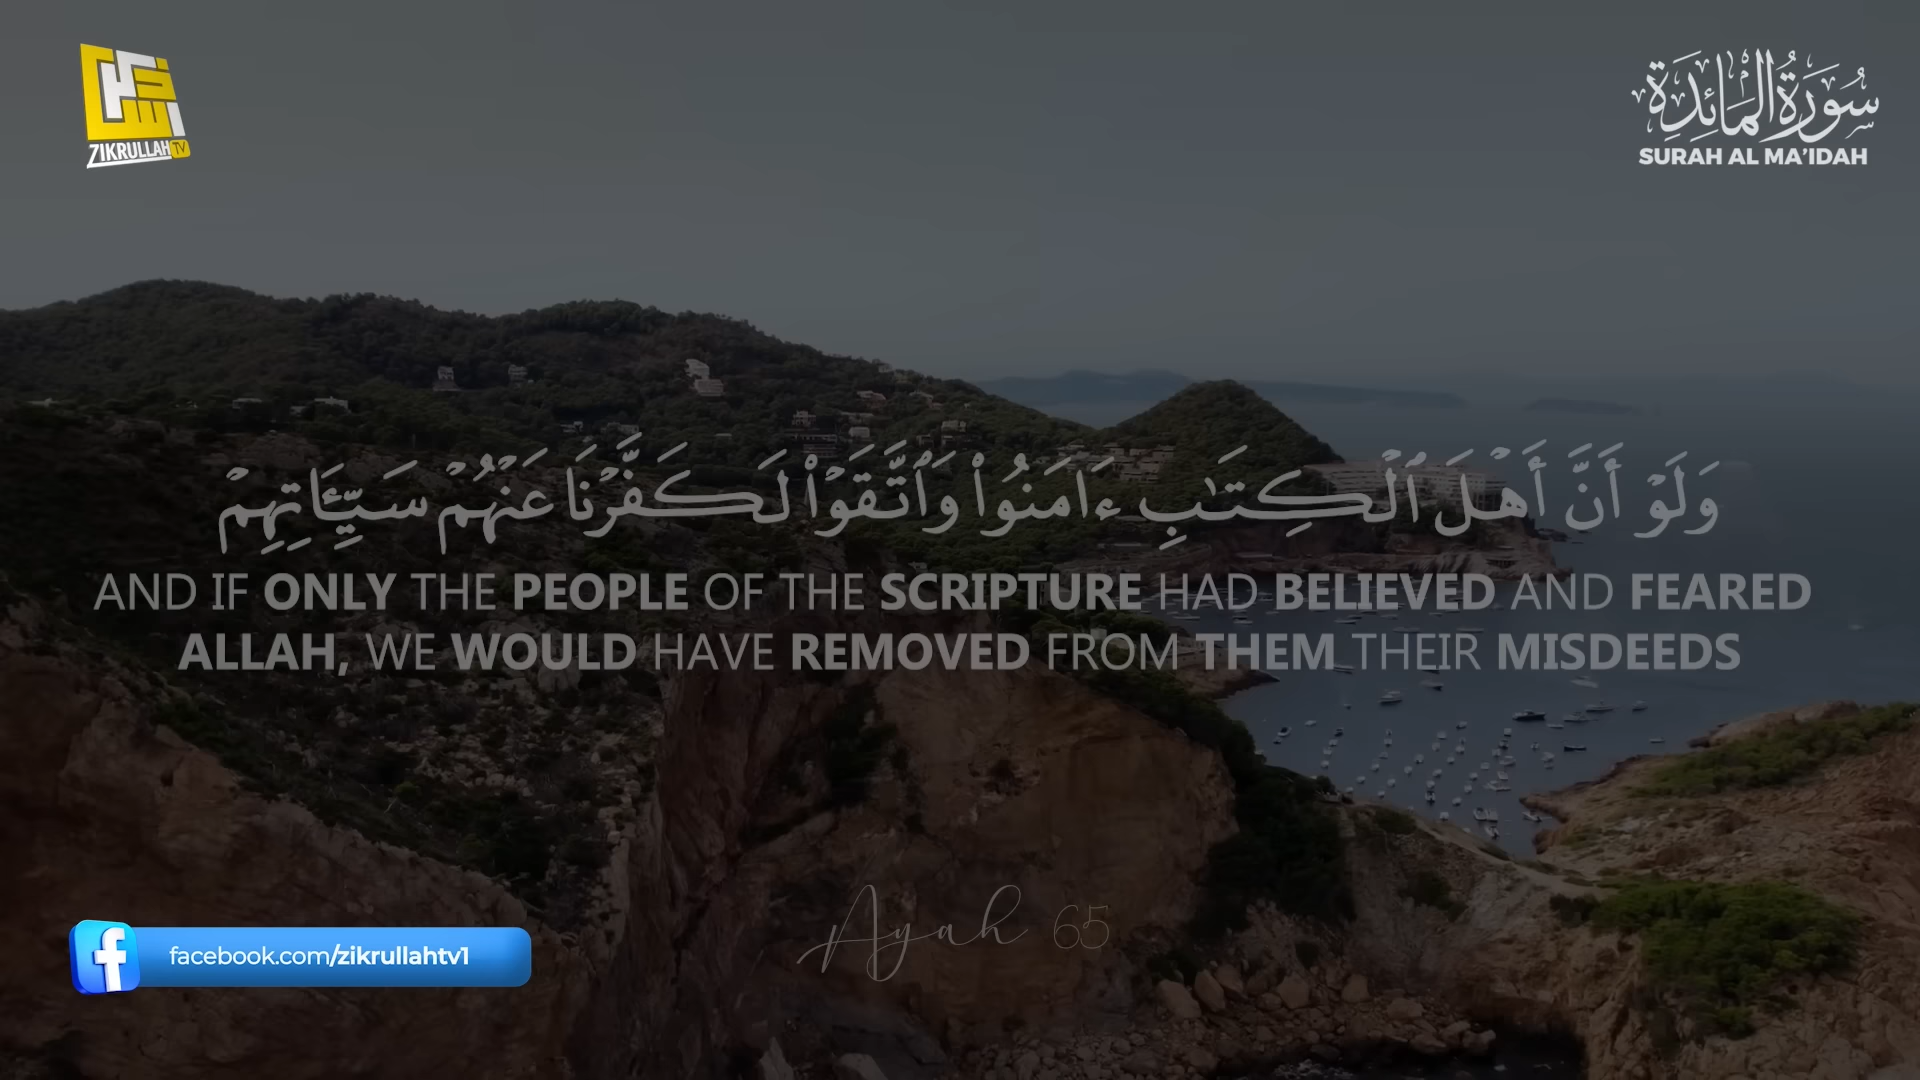 ZIKRULLAH TV
سُورَةُ المَائِدَةِ
SURAH AL MA'IDAH
وَلَوْ أَنَّ أَهْلَ ٱلْكِتَـٰبِ ءَامَنُوا۟ وَٱتَّقَوْا۟ لَكَفَّرْنَا عَنْهُمْ سَيِّـَٔاتِهِمْ
AND IF ONLY THE PEOPLE OF THE SCRIPTURE HAD BELIEVED AND FEARED
ALLAH, WE WOULD HAVE REMOVED FROM THEM THEIR MISDEEDS
Ayah 65
facebook.com/zikrullahtv1